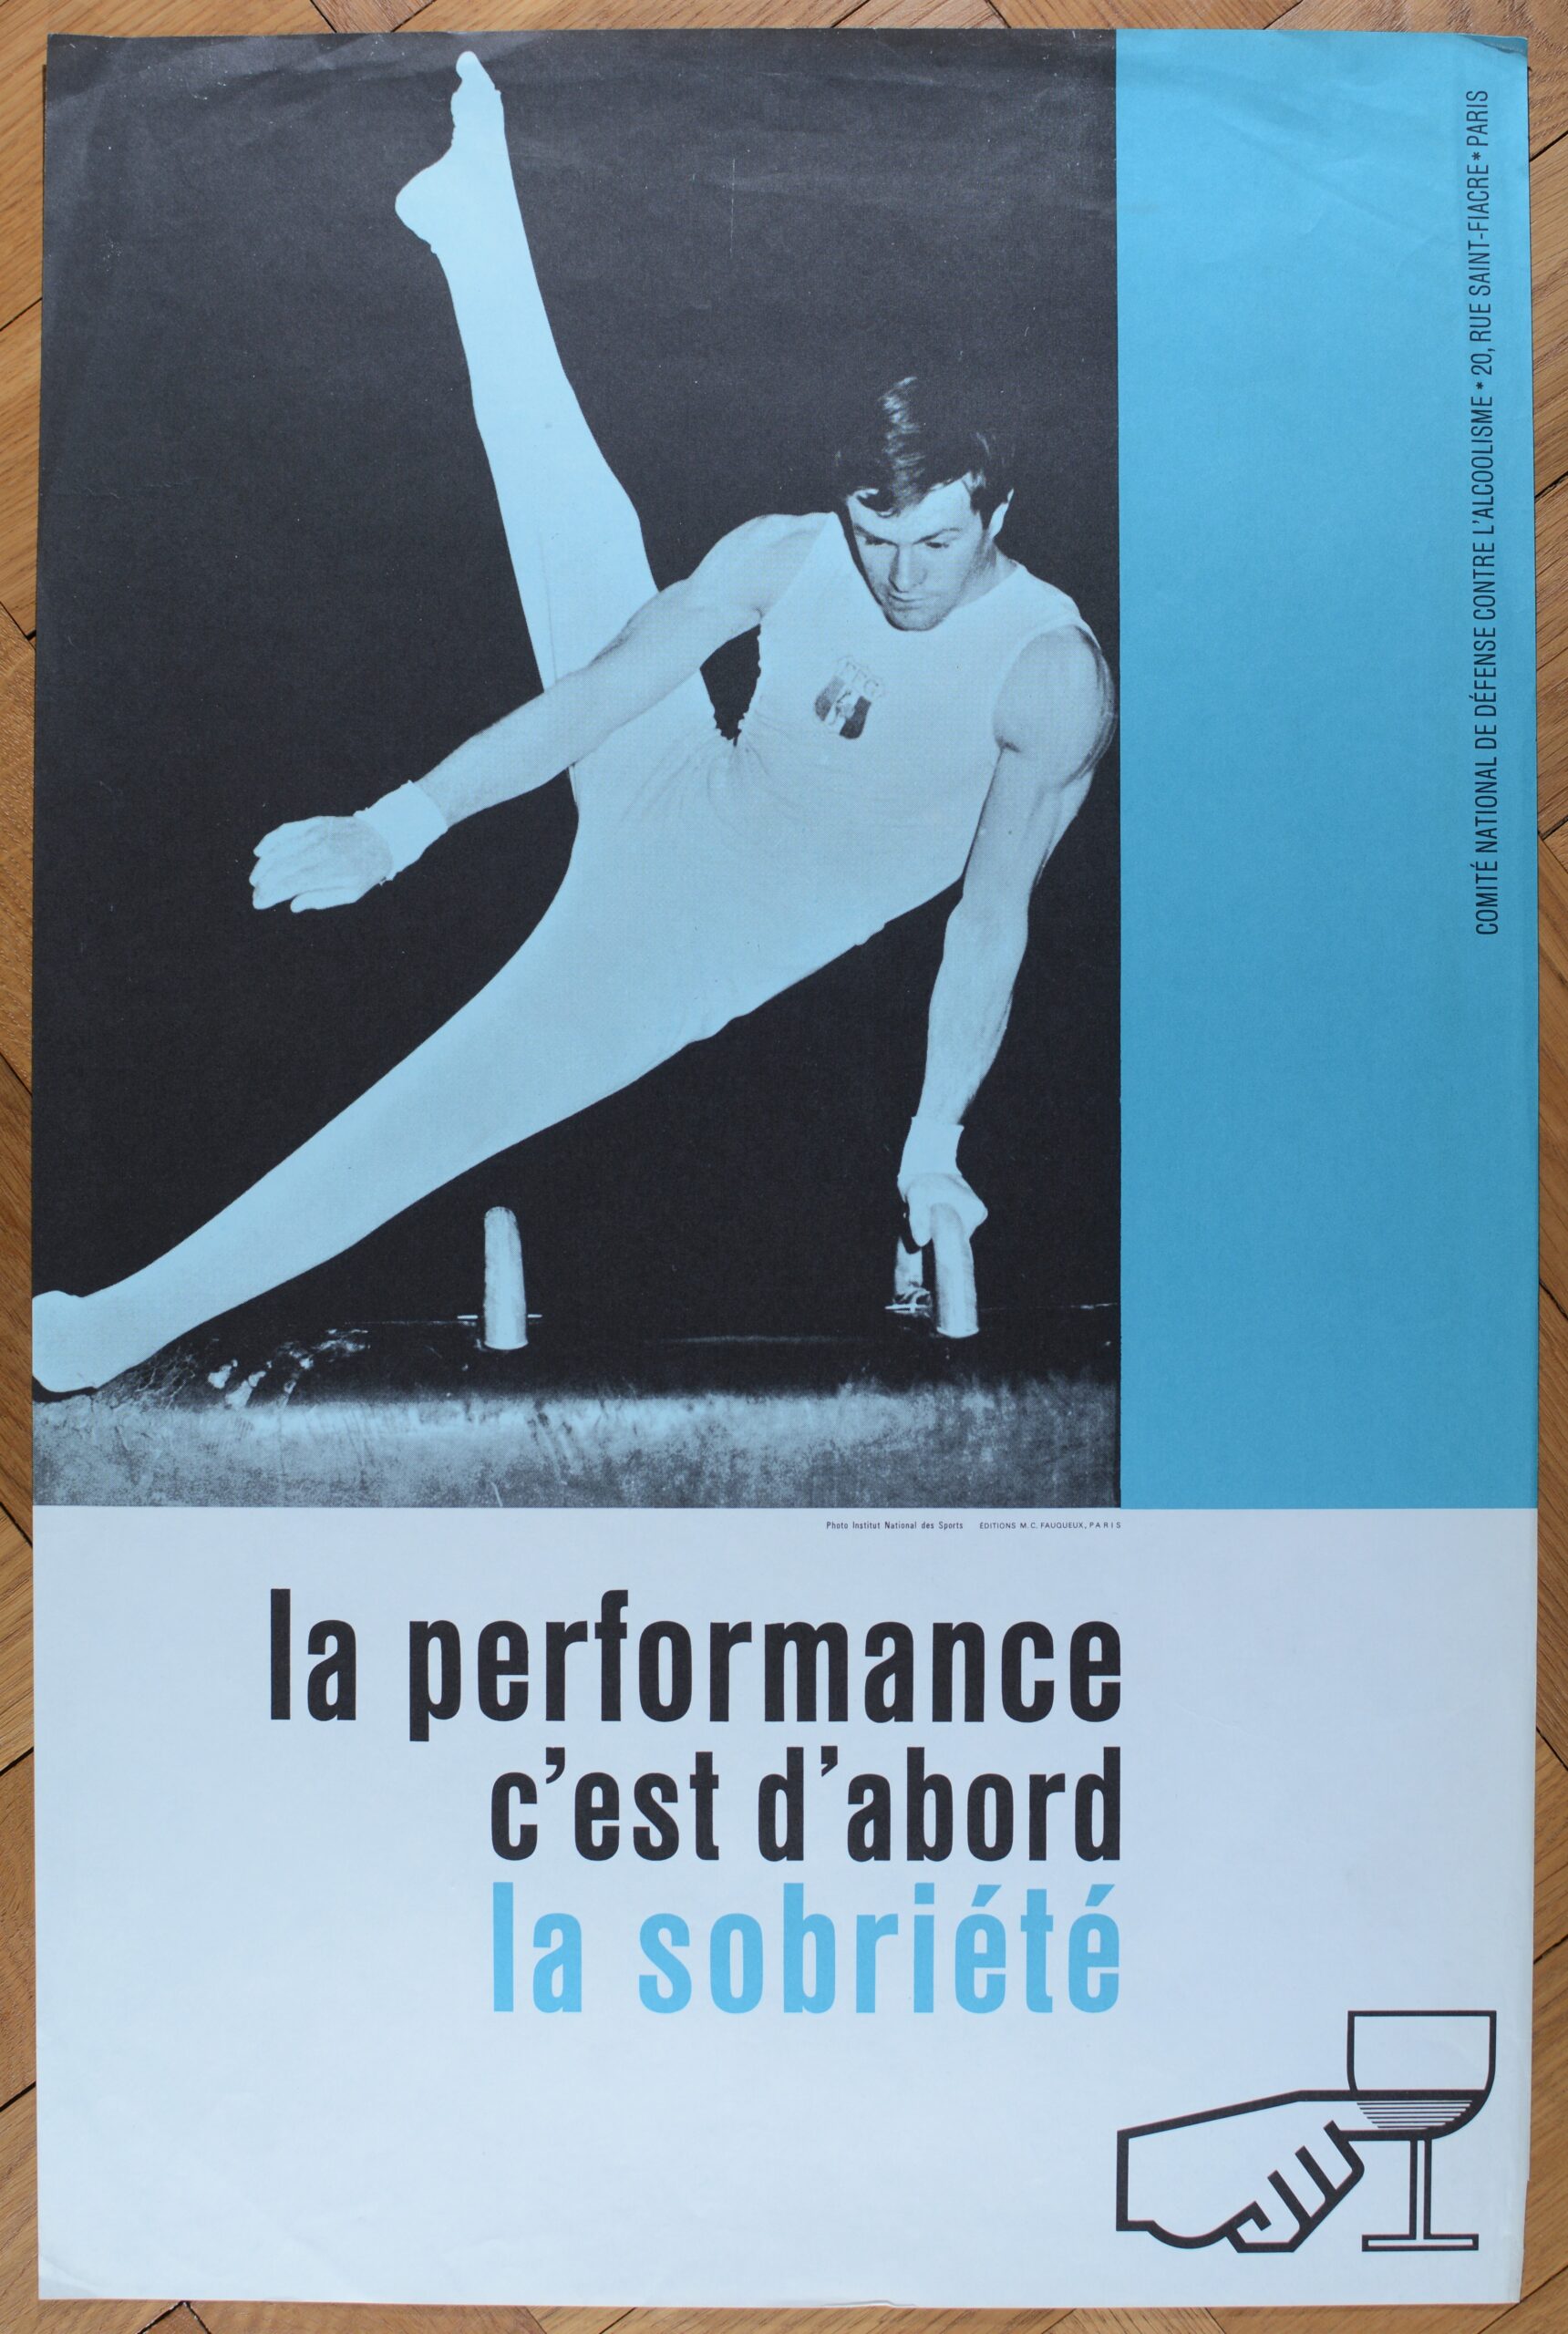 COMITÉ NATIONAL DE DÉFENSE CONTRE L'ALCOOLISME * 20, RUE SAINT-FIACRE * PARIS
Photo Institut National des Sports ÉDITIONS M.C. FAUQUEUX, PARIS
la performance
c'est d'abord
la sobriété